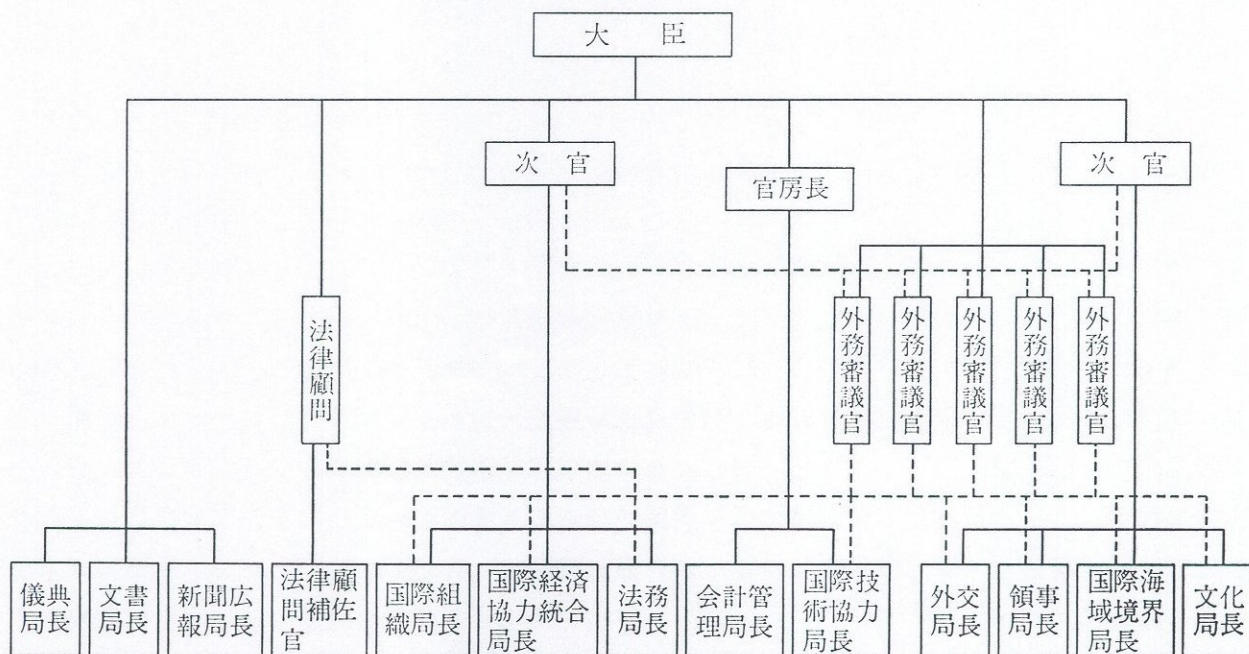 大　臣
次　官
官房長
次　官
法律顧問
外務審議官
外務審議官
外務審議官
外務審議官
外務審議官
儀典
局長
文書
局長
新聞広
報局長
法律顧
問補佐
官
国際組
織局長
国際経済
協力統合
局長
法務
局長
会計管
理局長
国際技
術協力
局長
外交
局長
領事
局長
国際海
域境界
局長
文化
局長